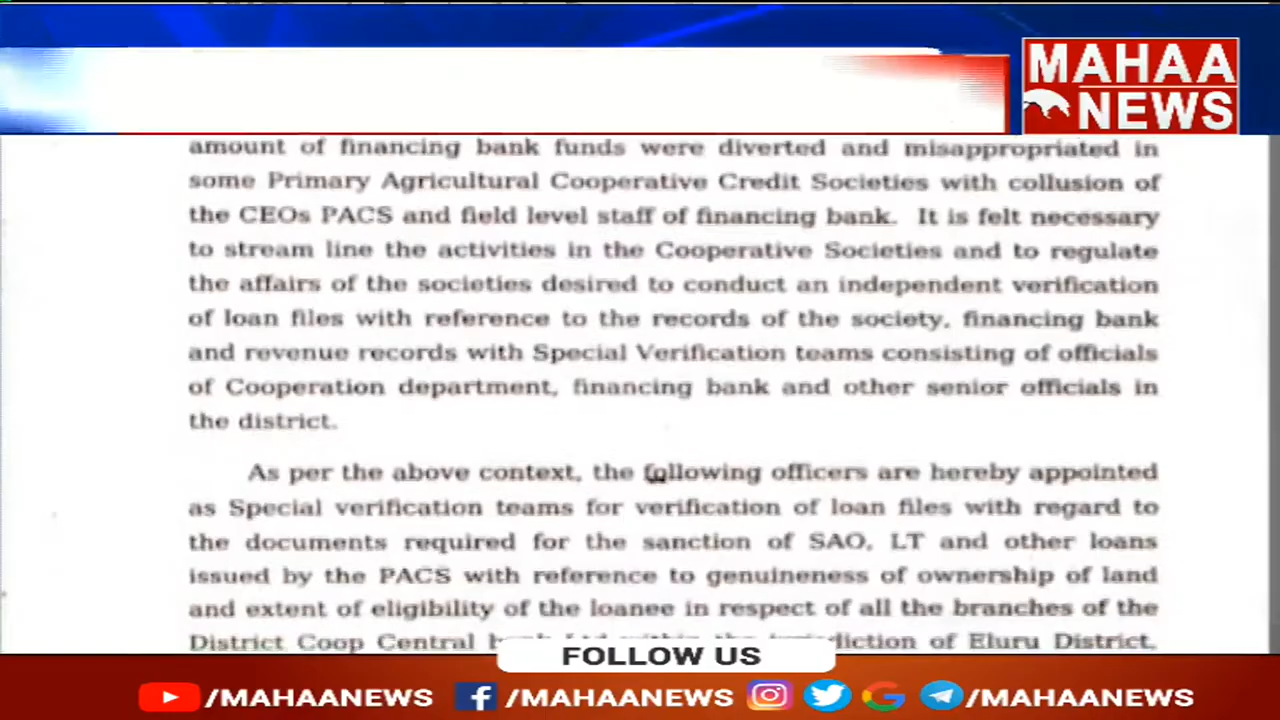 MAHAA
NEWS
amount of financing bank funds were diverted and misappropriated in
some Primary Agricultural Cooperative Credit Societies with collusion of
the CEOs PACS and field level staff of financing bank. It is felt necessary
to stream line the activities in the Cooperative Societies and to regulate
the affairs of the societies desired to conduct an independent verification
of loan files with reference to the records of the society, financing bank
and revenue records with Special Verification teams consisting of officials
of Cooperation department, financing bank and other senior officials in
the district.
As per the above context, the following officers are hereby appointed
as Special verification teams for verification of loan files with regard to
the documents required for the sanction of SAO, LT and other loans
issued by the PACS with reference to genuineness of ownership of land
and extent of eligibility of the loanee in respect of all the branches of the
District Coop Central of Eluru District,
FOLLOW US
/MAHAANEWS /MAHAANEWS /MAHAANEWS